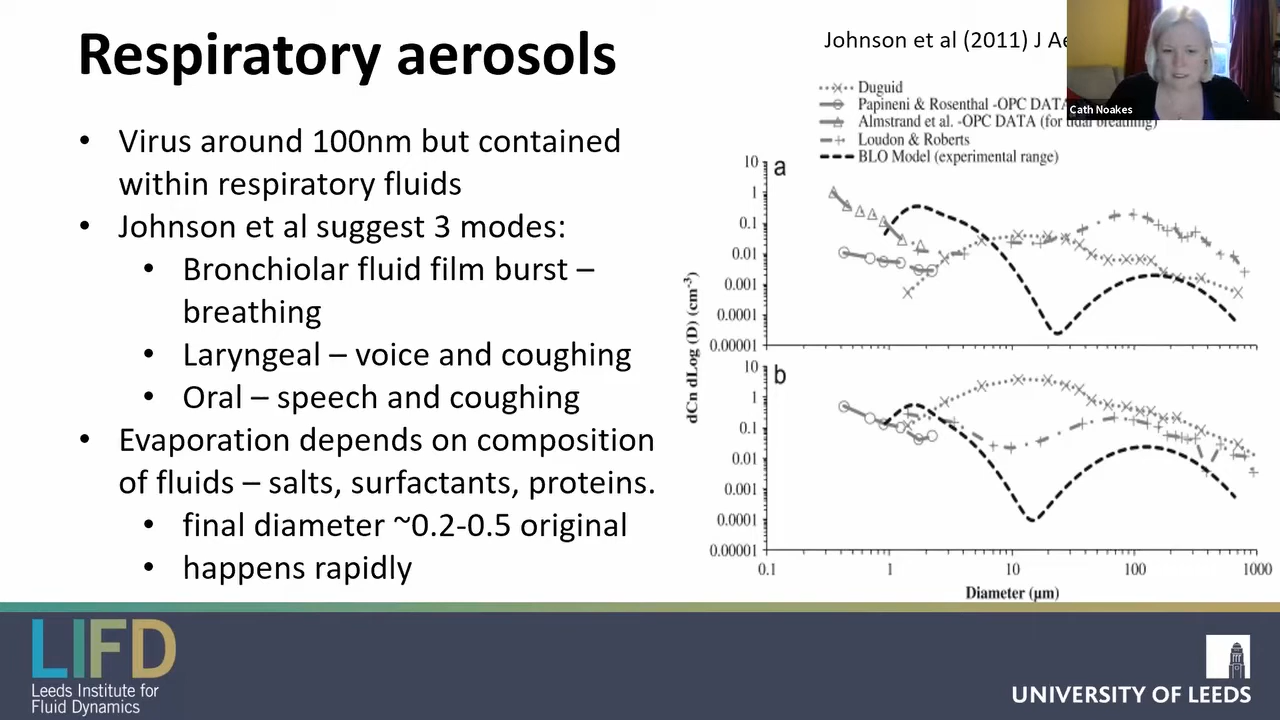 Respiratory aerosols
• Virus around 100nm but contained
within respiratory fluids
• Johnson et al suggest 3 modes:
• Bronchiolar fluid film burst –
breathing
• Laryngeal – voice and coughing
• Oral – speech and coughing
• Evaporation depends on composition
of fluids – salts, surfactants, proteins.
• final diameter ~0.2-0.5 original
• happens rapidly
Johnson et al (2011) J
Cath Noakes
Duguid
Papineni & Rosenthal -OPC DATA
Almstrand et al. -OPC DATA (for tidal breathing)
Loudon & Roberts
BLO Model (experimental range)
a
10
1
0.1
0.01
0.001
0.0001
0.00001
dCn dLog (D) (cm⁻³)
b
10
1
0.1
0.01
0.001
0.0001
0.00001
0.1 1 10 100 1000
Diameter (µm)
LIFD
Leeds Institute for
Fluid Dynamics
UNIVERSITY OF LEEDS